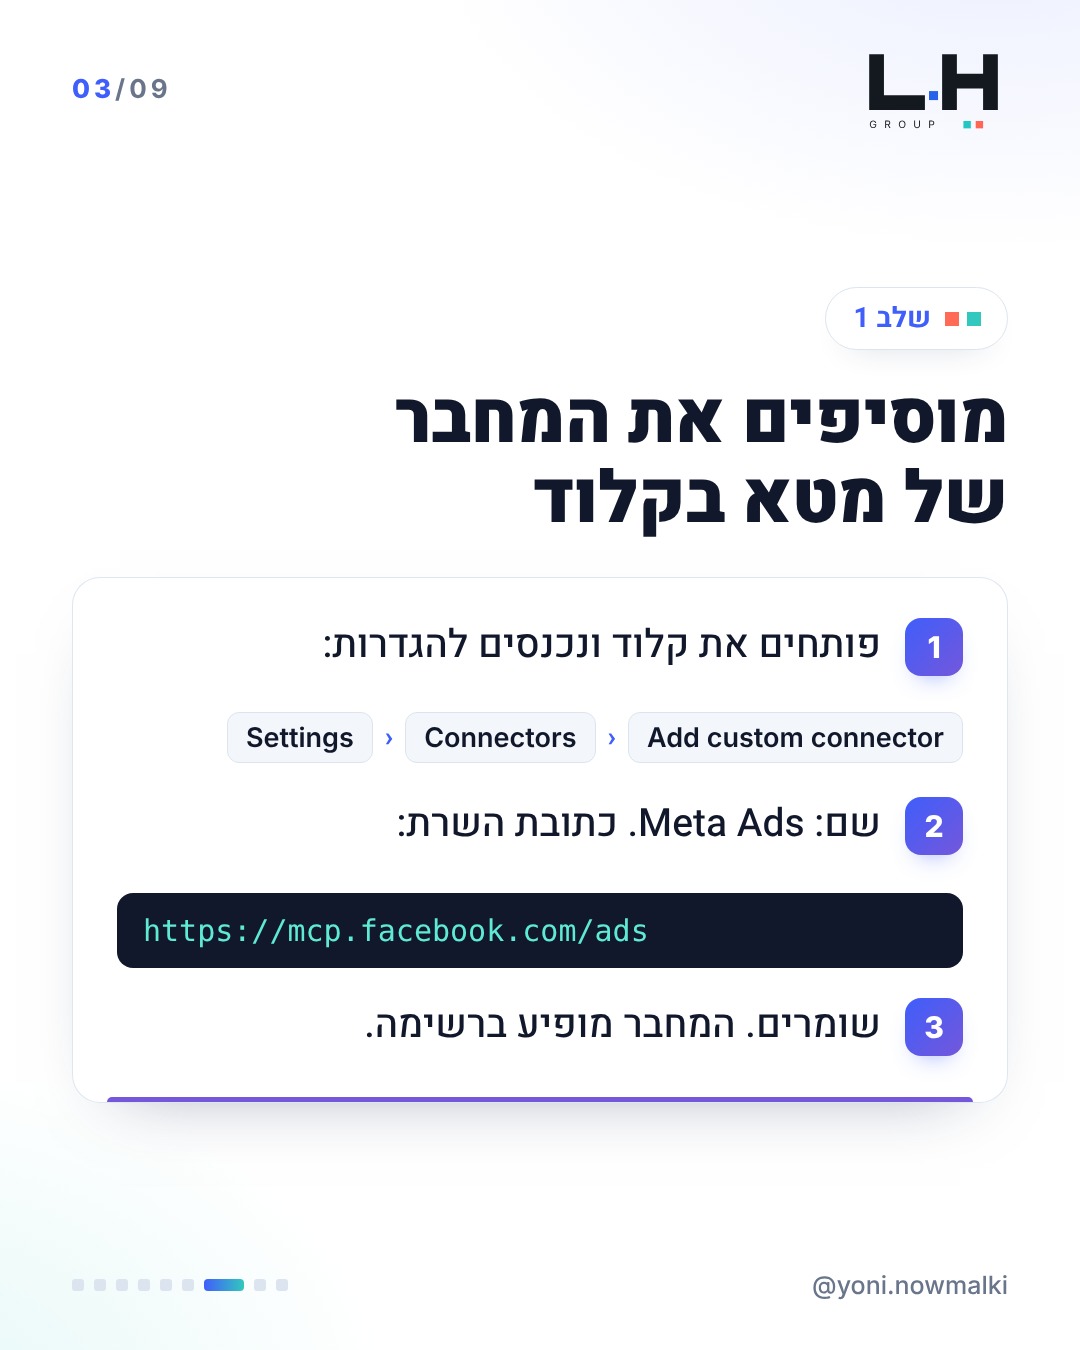 03/09
L.H
GROUP
שלב 1
מוסיפים את המחבר
של מטא בקלוד
1 פותחים את קלוד ונכנסים להגדרות:
Settings › Connectors › Add custom connector
2 שם: Meta Ads. כתובת השרת:
https://mcp.facebook.com/ads
3 שומרים. המחבר מופיע ברשימה.
@yoni.nowmalki